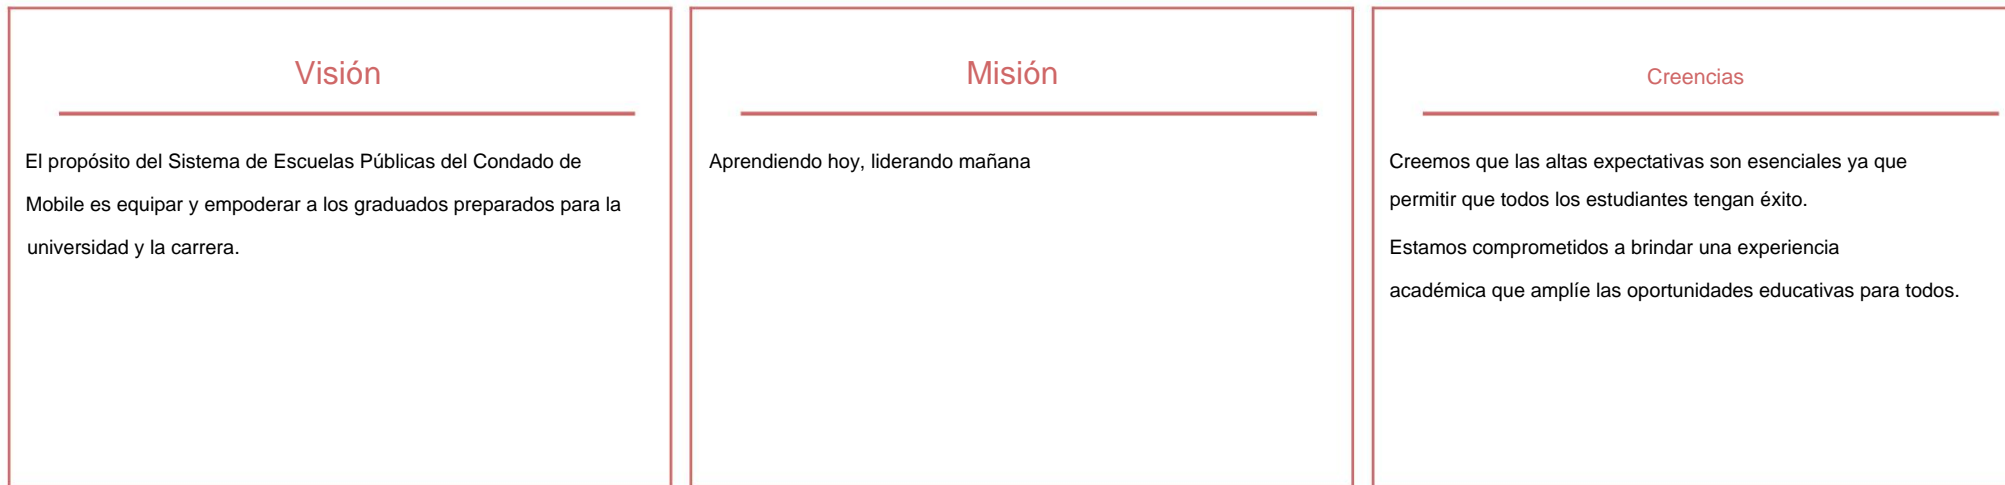 Visión
El propósito del Sistema de Escuelas Públicas del Condado de
Mobile es equipar y empoderar a los graduados preparados para la
universidad y la carrera.
Misión
Aprendiendo hoy, liderando mañana
Creencias
Creemos que las altas expectativas son esenciales ya que
permitir que todos los estudiantes tengan éxito.
Estamos comprometidos a brindar una experiencia
académica que amplíe las oportunidades educativas para todos.